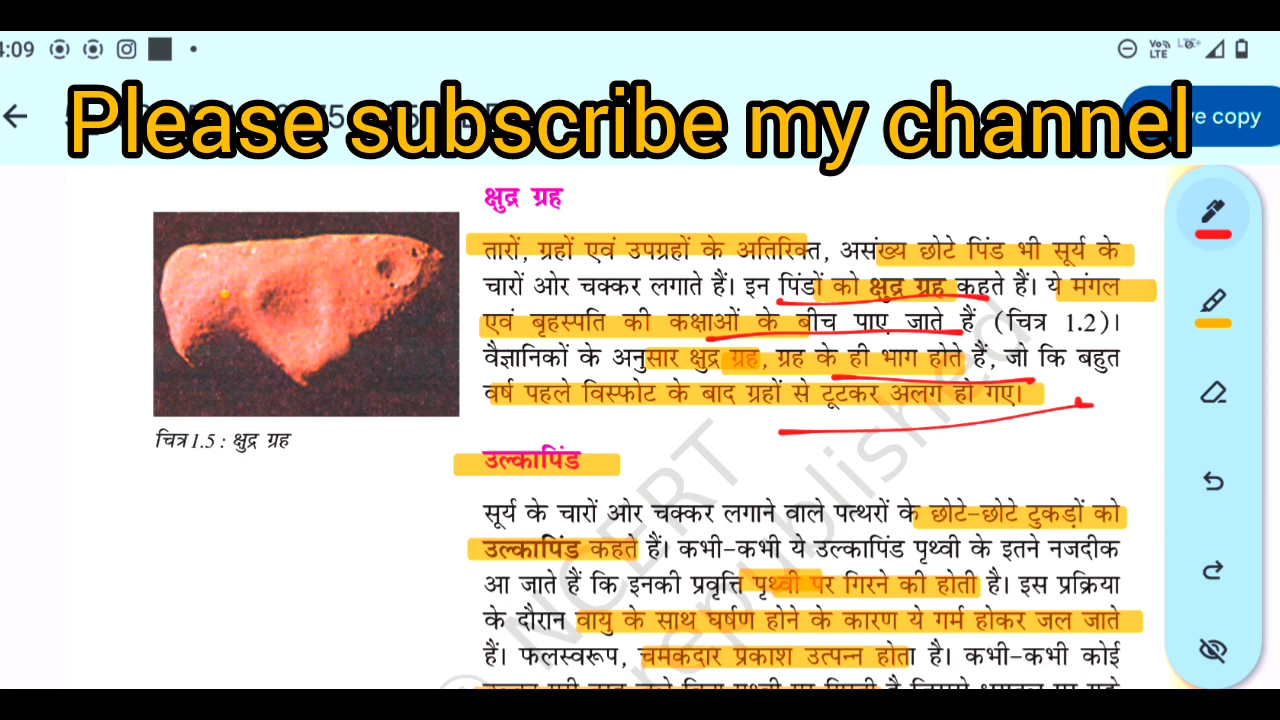 4:09
VoLTE LTE+
Please subscribe my channel
copy
क्षुद्र ग्रह
तारों, ग्रहों एवं उपग्रहों के अतिरिक्त, असंख्य छोटे पिंड भी सूर्य के
चारों ओर चक्कर लगाते हैं। इन पिंडों को क्षुद्र ग्रह कहते हैं। ये मंगल
एवं बृहस्पति की कक्षाओं के बीच पाए जाते हैं (चित्र 1.2)।
वैज्ञानिकों के अनुसार क्षुद्र ग्रह, ग्रह के ही भाग होते हैं, जो कि बहुत
वर्ष पहले विस्फोट के बाद ग्रहों से टूटकर अलग हो गए।
चित्र 1.5 : क्षुद्र ग्रह
उल्कापिंड
सूर्य के चारों ओर चक्कर लगाने वाले पत्थरों के छोटे-छोटे टुकड़ों को
उल्कापिंड कहते हैं। कभी-कभी ये उल्कापिंड पृथ्वी के इतने नजदीक
आ जाते हैं कि इनकी प्रवृत्ति पृथ्वी पर गिरने की होती है। इस प्रक्रिया
के दौरान वायु के साथ घर्षण होने के कारण ये गर्म होकर जल जाते
हैं। फलस्वरूप, चमकदार प्रकाश उत्पन्न होता है। कभी-कभी कोई
© NCERT
republished